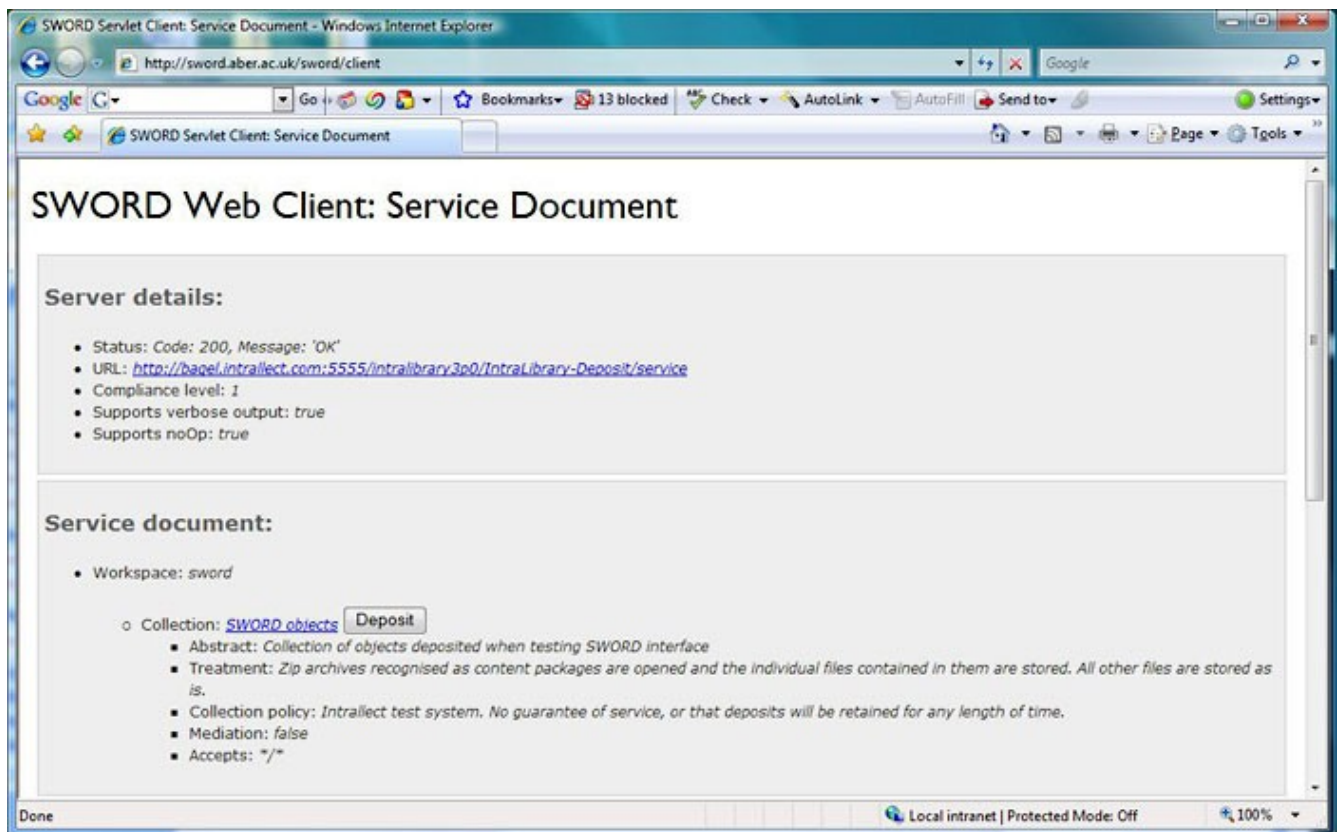 SWORD Servlet Client: Service Document - Windows Internet Explorer
http://sword.aber.ac.uk/sword/client
Google
Google G Go 13 blocked Bookmarks Check AutoLink AutoFill Send to Settings
SWORD Servlet Client: Service Document
Page Tools
SWORD Web Client: Service Document
Server details:
• Status: Code: 200, Message: 'OK'
• URL: http://bagel.intrallect.com:5555/intralibrary3p0/IntraLibrary-Deposit/service
• Compliance level: 1
• Supports verbose output: true
• Supports noOp: true
Service document:
• Workspace: sword
o Collection: SWORD objects Deposit
▪ Abstract: Collection of objects deposited when testing SWORD interface
▪ Treatment: Zip archives recognised as content packages are opened and the individual files contained in them are stored. All other files are stored as
is.
▪ Collection policy: Intrallect test system. No guarantee of service, or that deposits will be retained for any length of time.
▪ Mediation: false
▪ Accepts: */*
Done Local intranet | Protected Mode: Off 100%